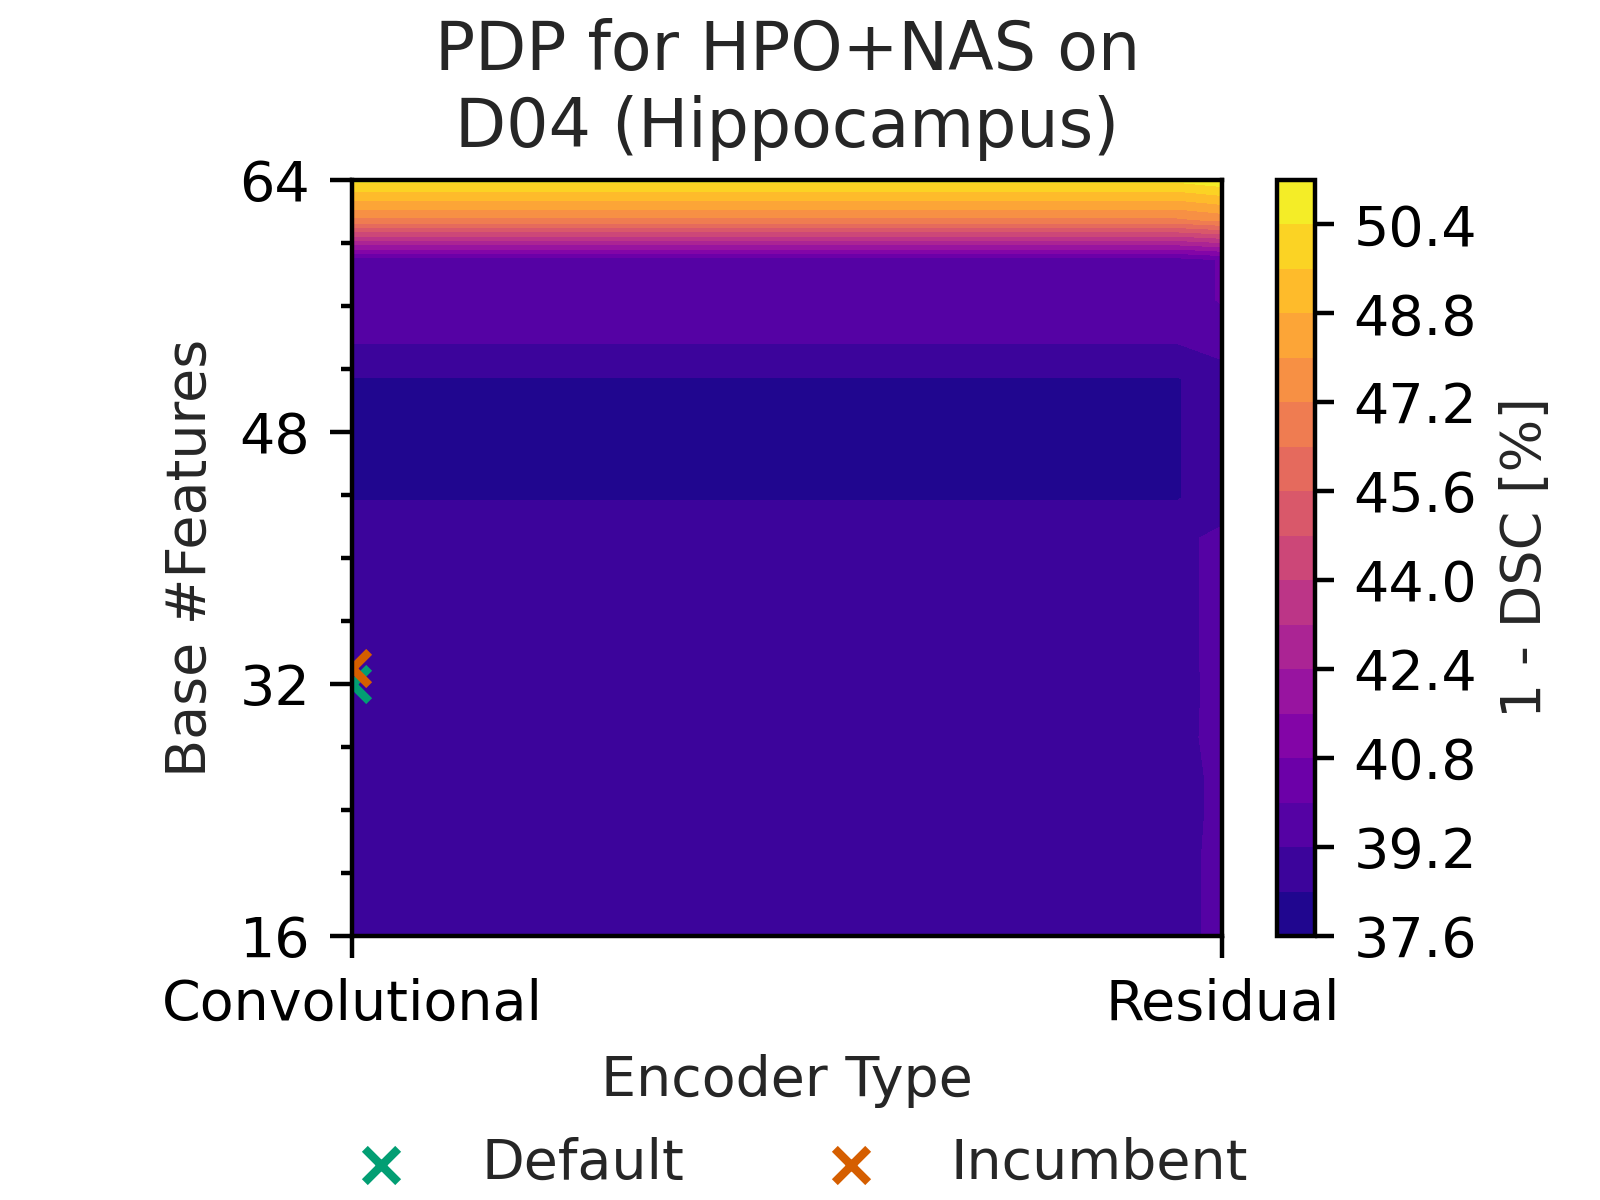 PDP for HPO+NAS on
D04 (Hippocampus)
64
48
32
16
Base #Features
Convolutional
Residual
Encoder Type
50.4
48.8
47.2
45.6
44.0
42.4
40.8
39.2
37.6
1 - DSC [%]
Default
Incumbent